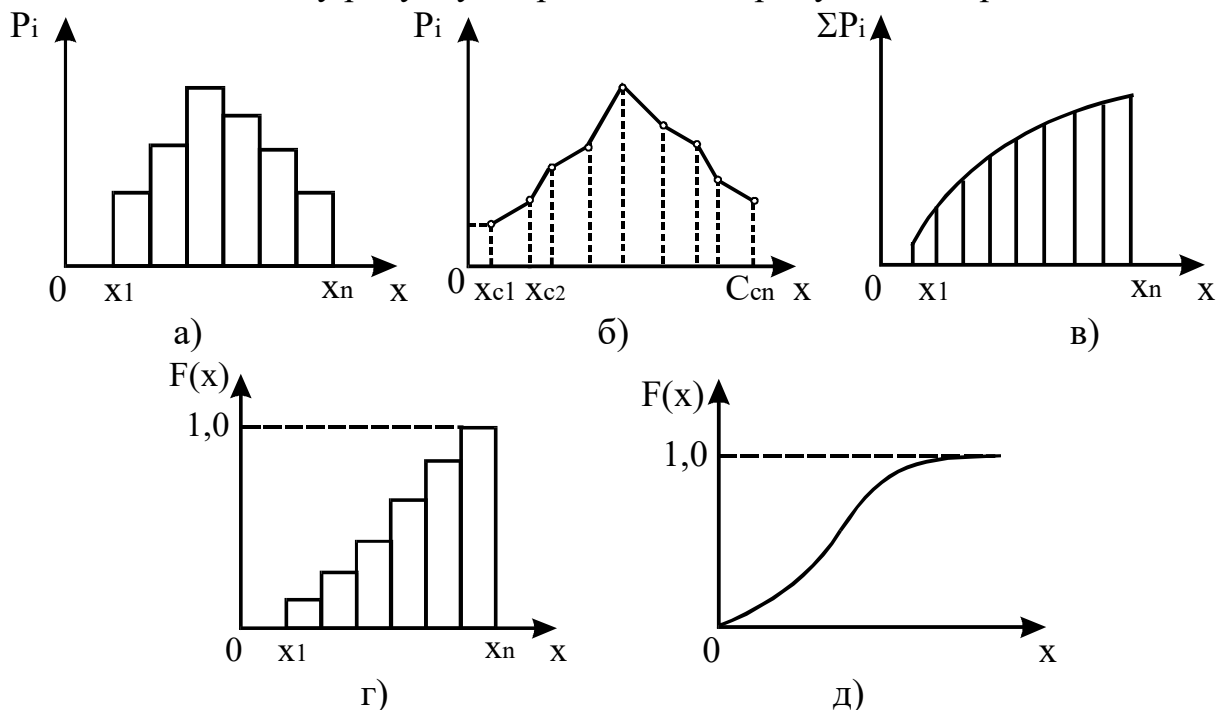 Pi Pi ΣPi
0 x1 xn x 0 xc1 xc2 Ccn x 0 x1 xn x
а) б) в)
F(x) F(x)
1,0 1,0
0 x1 xn x 0 x
г) д)